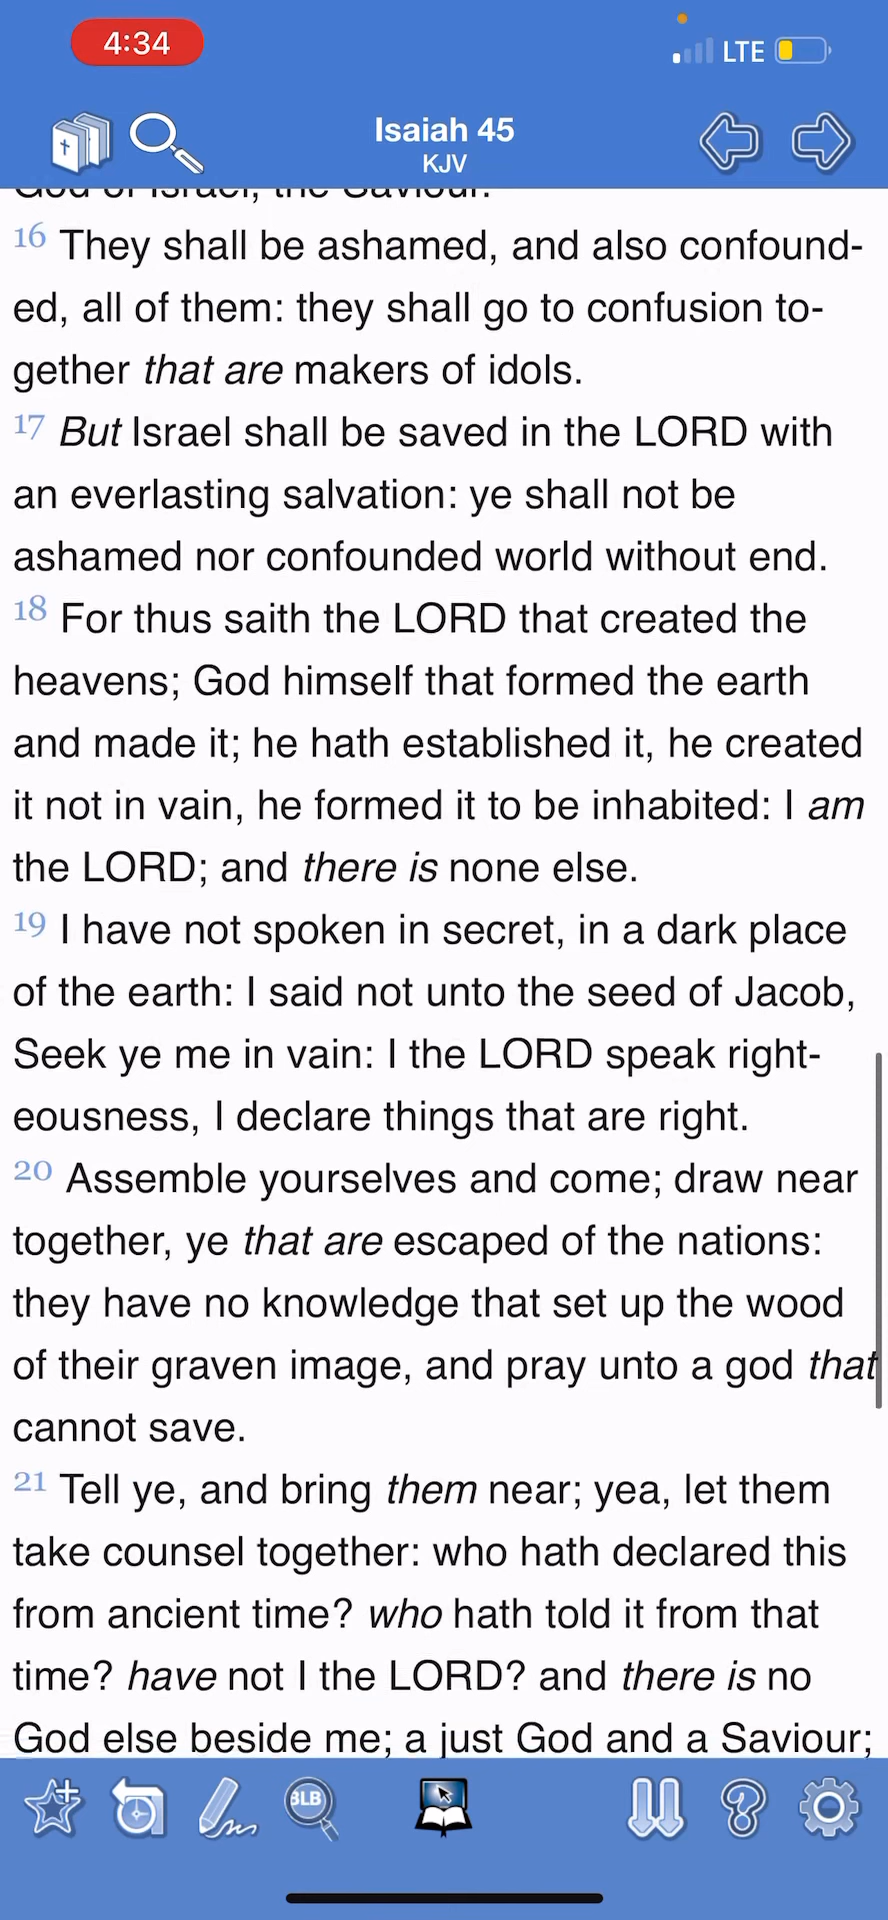 4:34
LTE
Isaiah 45
KJV
God of Israel, the Saviour.
16 They shall be ashamed, and also confound-
ed, all of them: they shall go to confusion to-
gether that are makers of idols.
17 But Israel shall be saved in the LORD with
an everlasting salvation: ye shall not be
ashamed nor confounded world without end.
18 For thus saith the LORD that created the
heavens; God himself that formed the earth
and made it; he hath established it, he created
it not in vain, he formed it to be inhabited: I am
the LORD; and there is none else.
19 I have not spoken in secret, in a dark place
of the earth: I said not unto the seed of Jacob,
Seek ye me in vain: I the LORD speak right-
eousness, I declare things that are right.
20 Assemble yourselves and come; draw near
together, ye that are escaped of the nations:
they have no knowledge that set up the wood
of their graven image, and pray unto a god that
cannot save.
21 Tell ye, and bring them near; yea, let them
take counsel together: who hath declared this
from ancient time? who hath told it from that
time? have not I the LORD? and there is no
God else beside me; a just God and a Saviour;
BLB